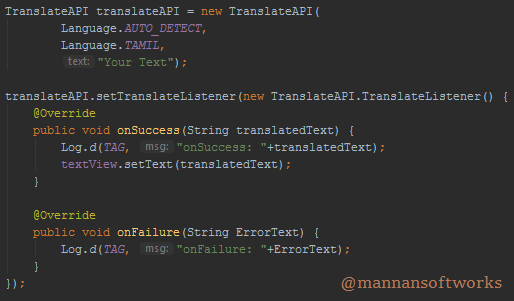 TranslateAPI translateAPI = new TranslateAPI(
        Language.AUTO_DETECT,
        Language.TAMIL,
        text: "Your Text");

translateAPI.setTranslateListener(new TranslateAPI.TranslateListener() {
    @Override
    public void onSuccess(String translatedText) {
        Log.d(TAG, msg: "onSuccess: "+translatedText);
        textView.setText(translatedText);
    }

    @Override
    public void onFailure(String ErrorText) {
        Log.d(TAG, msg: "onFailure: "+ErrorText);
    }
});
@mannansoftworks